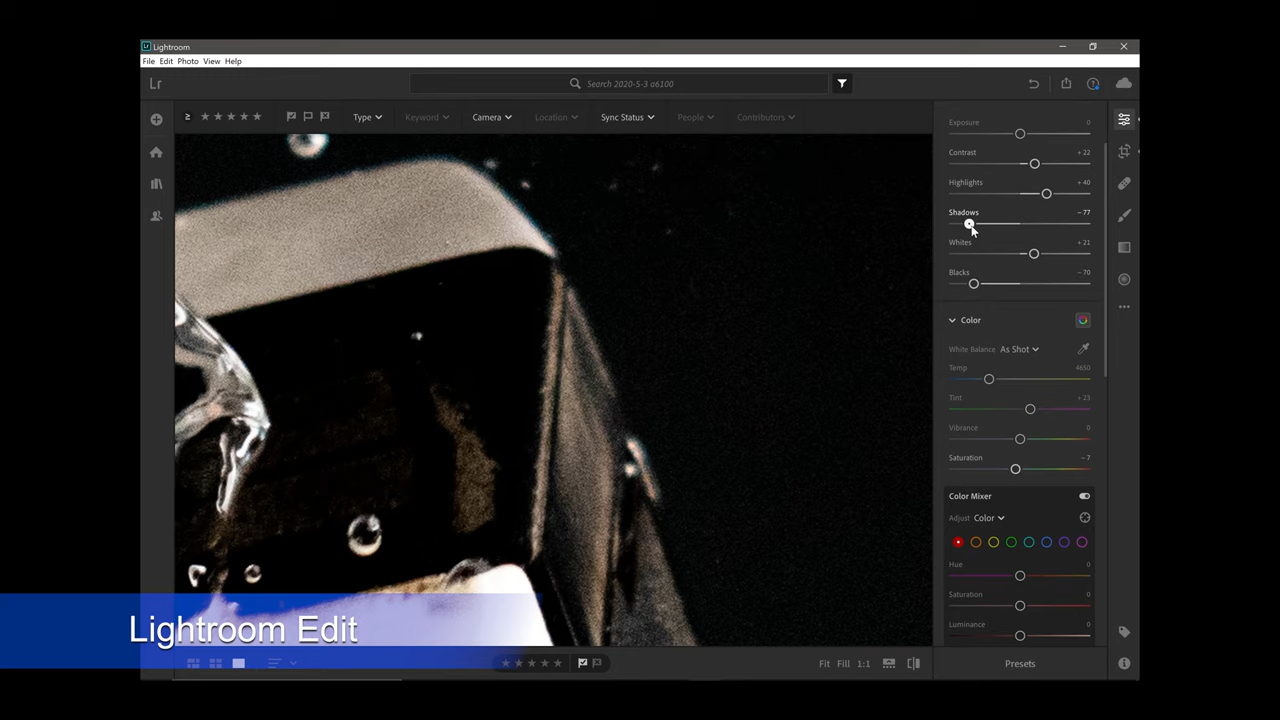 Lr Lightroom
File Edit Photo View Help
Lr
Search 2020-5-3 a6100
?
≥ Type Keyword Camera Location Sync Status People Contributors
Exposure 0
Contrast +22
Highlights +40
Shadows -77
Whites +21
Blacks -70
Color
White Balance As Shot
Temp 4650
Tint +23
Vibrance 0
Saturation -7
Color Mixer
Adjust Color
Hue 0
Saturation 0
Luminance 0
Lightroom Edit
Fit Fill 1:1
Presets